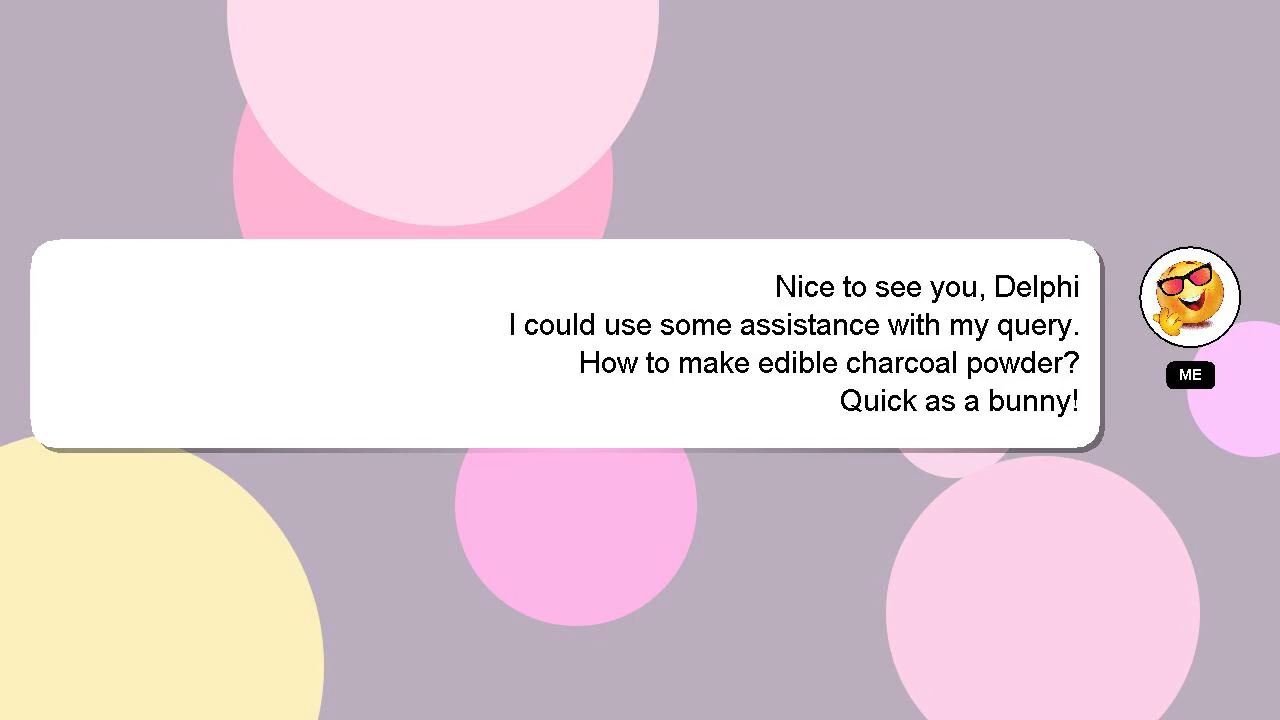 Nice to see you, Delphi
I could use some assistance with my query.
How to make edible charcoal powder?
Quick as a bunny!
ME